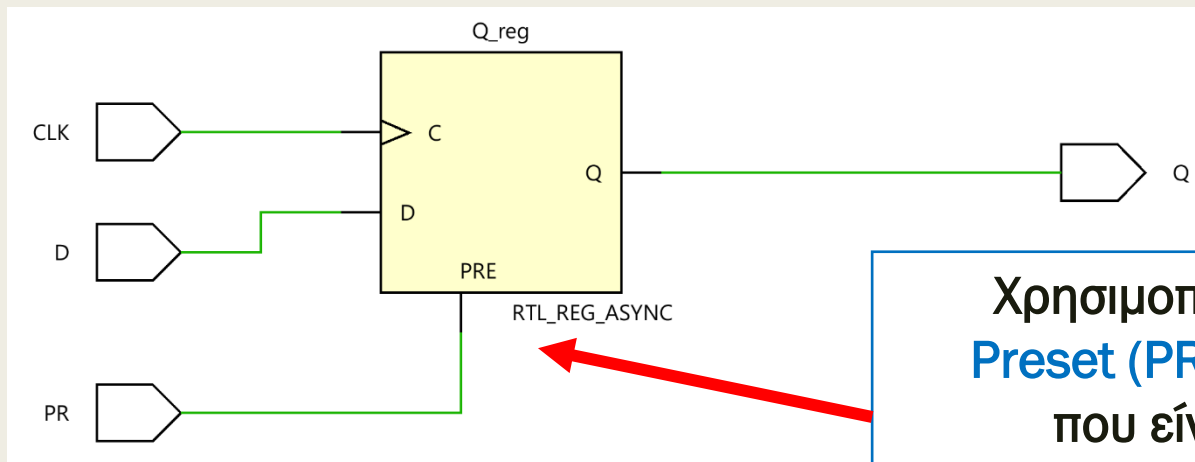 Q_reg
CLK
C
Q
Q
D
D
PRE
RTL_REG_ASYNC
PR
Preset
που